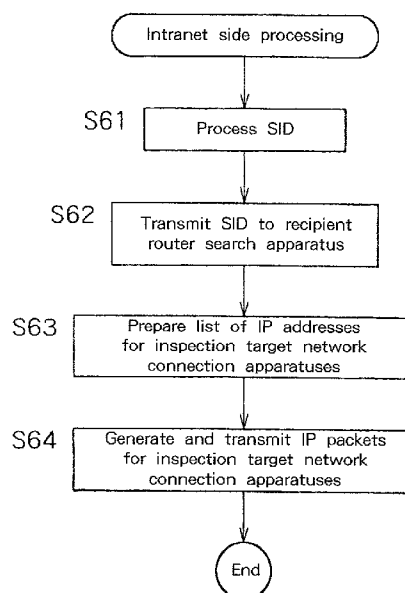 Intranet side processing
S61
Process SID
S62
Transmit SID to recipient
router search apparatus
S63
Prepare list of IP addresses
for inspection target network
connection apparatuses
S64
Generate and transmit IP packets
for inspection target network
connection apparatuses
End